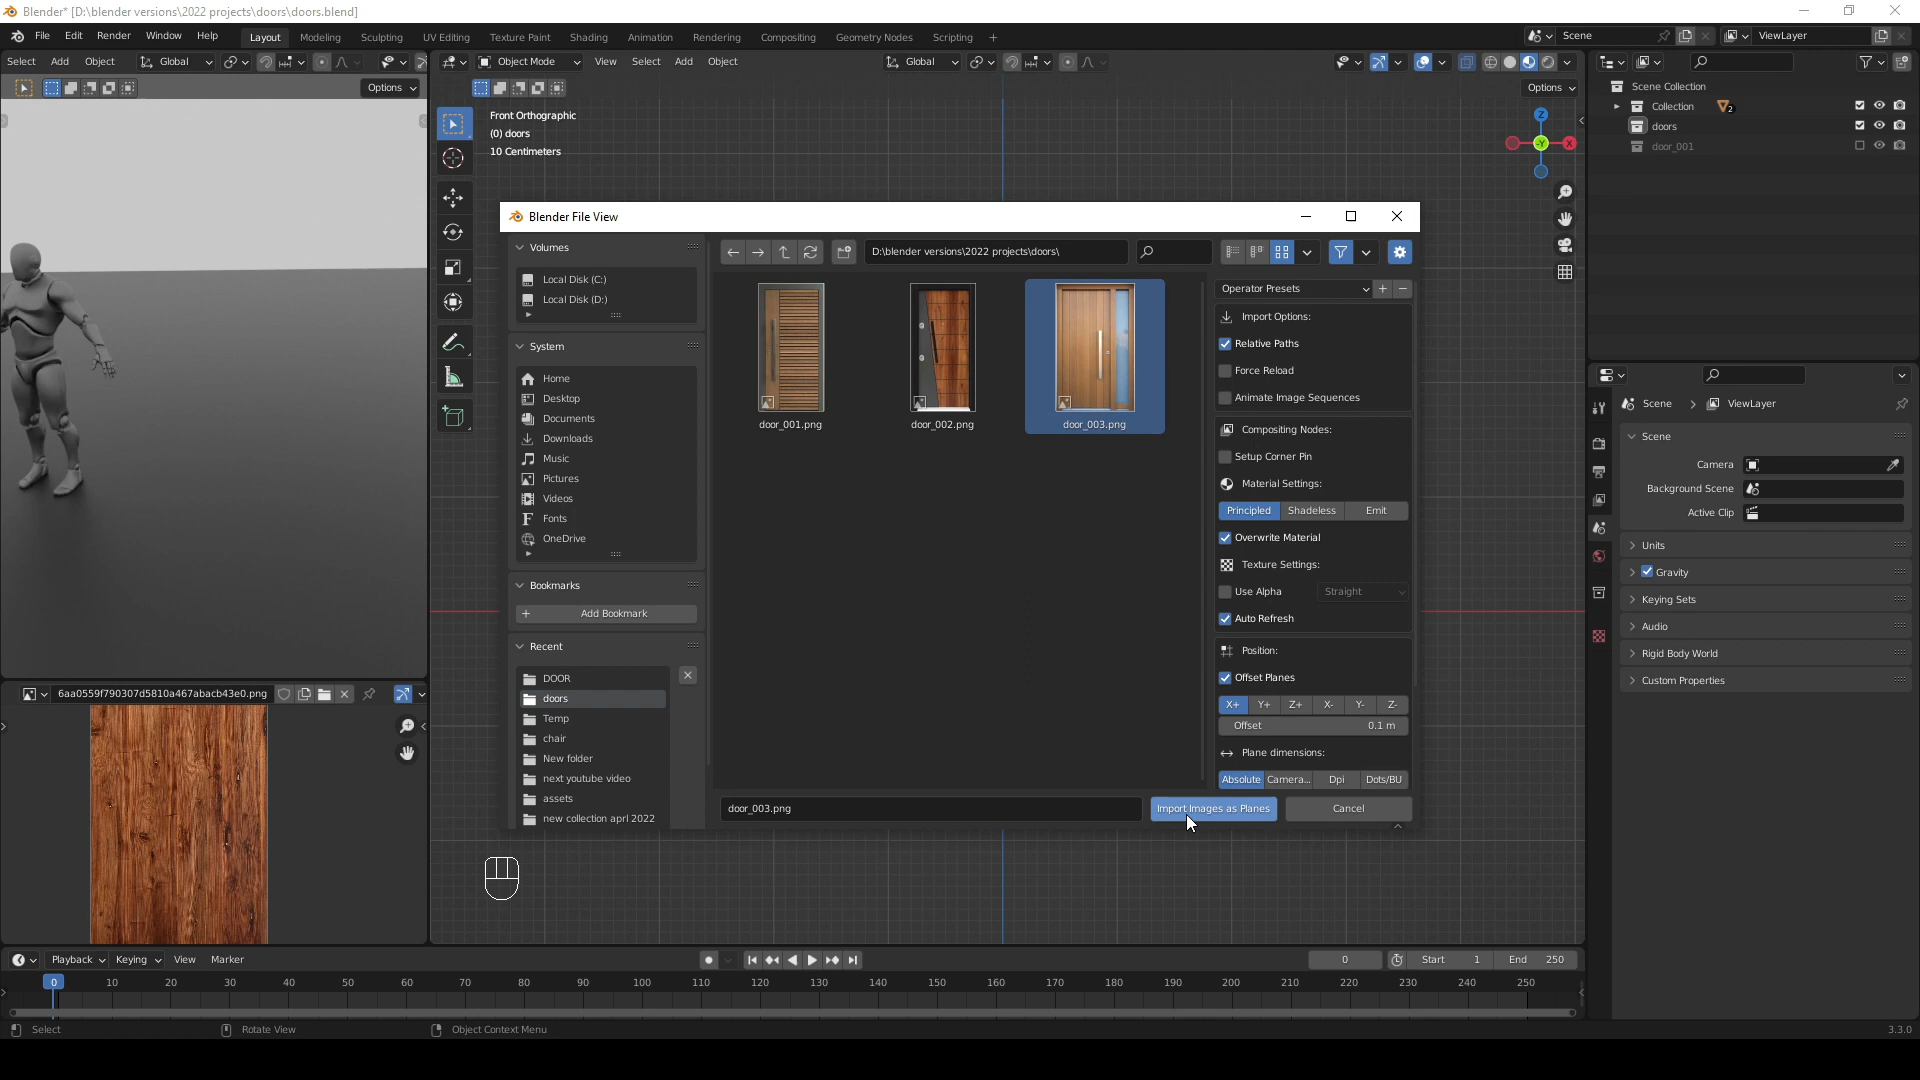 Blender* [D:\blender versions\2022 projects\doors\doors.blend]
File Edit Render Window Help Layout Modeling Sculpting UV Editing Texture Paint Shading Animation Rendering Compositing Geometry Nodes Scripting + Scene ViewLayer
Select Add Object Global Object Mode View Select Add Object Global
Options Options
Front Orthographic
(0) doors
10 Centimeters
Z
X
-Y
Scene Collection
Collection 2
doors
door_001
Blender File View
Volumes
Local Disk (C:)
Local Disk (D:)
System
Home
Desktop
Documents
Downloads
Music
Pictures
Videos
Fonts
OneDrive
Bookmarks
Add Bookmark
Recent
DOOR
doors
Temp
chair
New folder
next youtube video
assets
new collection aprl 2022
D:\blender versions\2022 projects\doors\
door_001.png door_002.png door_003.png
Operator Presets
Import Options:
Relative Paths
Force Reload
Animate Image Sequences
Compositing Nodes:
Setup Corner Pin
Material Settings:
Principled Shadeless Emit
Overwrite Material
Texture Settings:
Use Alpha Straight
Auto Refresh
Position:
Offset Planes
X+ Y+ Z+ X- Y- Z-
Offset 0.1 m
Plane dimensions:
Absolute Camera... Dpi Dots/BU
door_003.png Import Images as Planes Cancel
Scene ViewLayer
Scene
Camera
Background Scene
Active Clip
Units
Gravity
Keying Sets
Audio
Rigid Body World
Custom Properties
6aa0559f790307d5810a467abacb43e0.png
Playback Keying View Marker 0 Start 1 End 250
0 10 20 30 40 50 60 70 80 90 100 110 120 130 140 150 160 170 180 190 200 210 220 230 240 250
Select Rotate View Object Context Menu 3.3.0